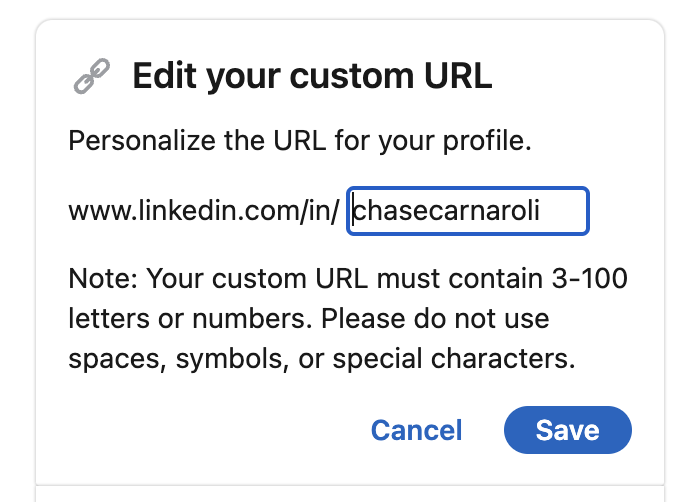 Edit your custom URL
Personalize the URL for your profile.
www.linkedin.com/in/ chasecarnaroli
Note: Your custom URL must contain 3-100
letters or numbers. Please do not use
spaces, symbols, or special characters.
Cancel Save